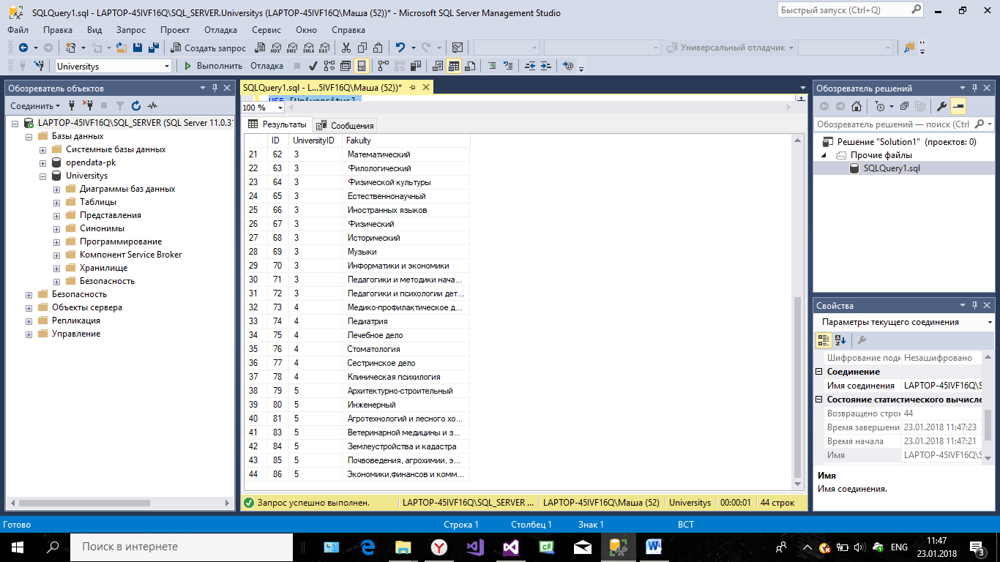 SQLQuery1.sql - LAPTOP-45IVF16Q\SQL_SERVER.Universitys (LAPTOP-45IVF16Q\Маша (52))* - Microsoft SQL Server Management Studio
Быстрый запуск (Ctrl+Q)
Файл Правка Вид Запрос Проект Отладка Сервис Окно Справка
Создать запрос MDX DMX XMLA DAX Универсальный отладчик
Universitys Выполнить Отладка
Обозреватель объектов
Соединить
LAPTOP-45IVF16Q\SQL_SERVER (SQL Server 11.0.3
Базы данных
Системные базы данных
opendata-pk
Universitys
Диаграммы баз данных
Таблицы
Представления
Синонимы
Программирование
Компонент Service Broker
Хранилище
Безопасность
Безопасность
Объекты сервера
Репликация
Управление
SQLQuery1.sql - L...5IVF16Q\Маша (52))*
USE [Universitys]
100 %
Результаты Сообщения
ID UniversityID Fakulty
21 62 3 Математический
22 63 3 Филологический
23 64 3 Физической культуры
24 65 3 Естественнонаучный
25 66 3 Иностранных языков
26 67 3 Физический
27 68 3 Исторический
28 69 3 Музыки
29 70 3 Информатики и экономики
30 71 3 Педагогики и методики нача...
31 72 3 Педагогики и психологии дет...
32 73 4 Медико-профилактическое д...
33 74 4 Педиатрия
34 75 4 Лечебное дело
35 76 4 Стоматология
36 77 4 Сестринское дело
37 78 4 Клиническая психилогия
38 79 5 Архитектурно-строительный
39 80 5 Инженерный
40 81 5 Агротехнологий и лесного хо...
41 83 5 Ветеринарной медицины и з...
42 84 5 Землеустройства и кадастра
43 85 5 Почвоведения, агрохимии, э...
44 86 5 Экономики,финансов и комм...
Запрос успешно выполнен. LAPTOP-45IVF16Q\SQL_SERVER ... LAPTOP-45IVF16Q\Маша (52) Universitys 00:00:01 44 строк
Обозреватель решений
Обозреватель решений — поиск (Ctrl
Решение "Solution1" (проектов: 0)
Прочие файлы
SQLQuery1.sql
Свойства
Параметры текущего соединения
Шифрование подк Незашифровано
Соединение
Имя соединения LAPTOP-45IVF16Q\S
Состояние статистического вычисле
Возвращено строк 44
Время завершени 23.01.2018 11:47:23
Время начала 23.01.2018 11:47:21
Имя LAPTOP-45IVF16Q\S
Имя
Имя соединения.
Готово Строка 1 Столбец 1 Знак 1 ВСТ
Поиск в интернете
ENG
11:47
23.01.2018
3